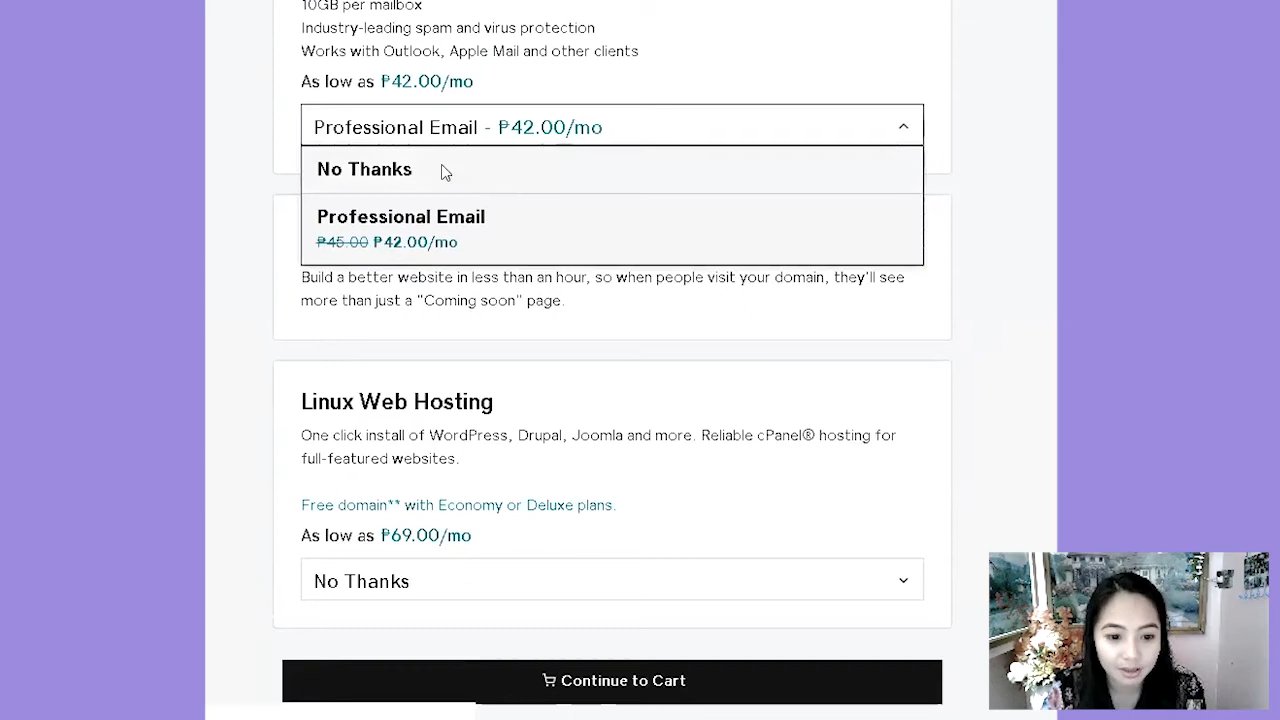 10GB per mailbox
Industry-leading spam and virus protection
Works with Outlook, Apple Mail and other clients
As low as ₱42.00/mo
Professional Email - ₱42.00/mo
No Thanks
Professional Email
₱45.00 ₱42.00/mo
Build a better website in less than an hour, so when people visit your domain, they'll see
more than just a "Coming soon" page.
Linux Web Hosting
One click install of WordPress, Drupal, Joomla and more. Reliable cPanel® hosting for
full-featured websites.
Free domain** with Economy or Deluxe plans.
As low as ₱69.00/mo
No Thanks
Continue to Cart